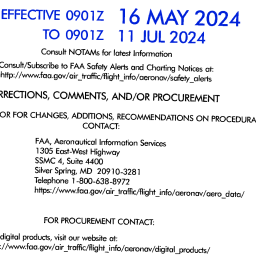 EFFECTIVE 0901Z 16 MAY 2024
TO 0901Z 11 JUL 2024
Consult NOTAMs for latest information
Consult/Subscribe to FAA Safety Alerts and Charting Notices at:
http://www.faa.gov/air_traffic/flight_info/aeronav/safety_alerts
RRECTIONS, COMMENTS, AND/OR PROCUREMENT
OR FOR CHANGES, ADDITIONS, RECOMMENDATIONS ON PROCEDURA
CONTACT:
FAA, Aeronautical Information Services
1305 East-West Highway
SSMC 4, Suite 4400
Silver Spring, MD 20910-3281
Telephone 1-800-638-8972
https://www.faa.gov/air_traffic/flight_info/aeronav/aero_data/
FOR PROCUREMENT CONTACT:
digital products, visit our website at:
://www.faa.gov/air_traffic/flight_info/aeronav/digital_products/